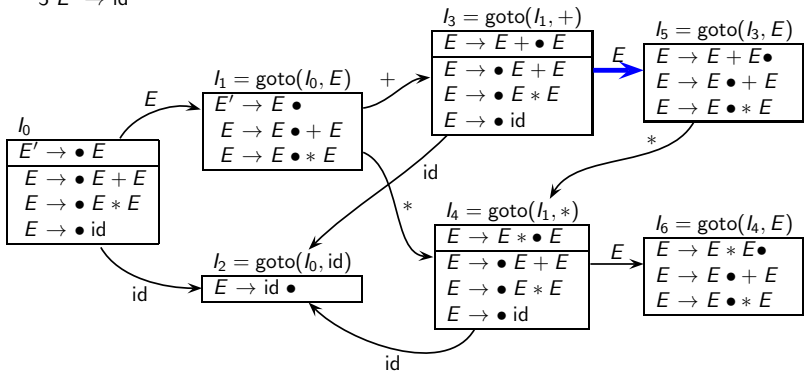 3 E → id
I0
E′ → • E
E → • E + E
E → • E ∗ E
E → • id
E
id
I1 = goto(I0, E)
E′ → E •
E → E • + E
E → E • ∗ E
+
∗
I2 = goto(I0, id)
E → id •
I3 = goto(I1, +)
E → E + • E
E → • E + E
E → • E ∗ E
E → • id
id
E
I4 = goto(I1, ∗)
E → E ∗ • E
E → • E + E
E → • E ∗ E
E → • id
id
E
I5 = goto(I3, E)
E → E + E•
E → E • + E
E → E • ∗ E
∗
I6 = goto(I4, E)
E → E ∗ E•
E → E • + E
E → E • ∗ E